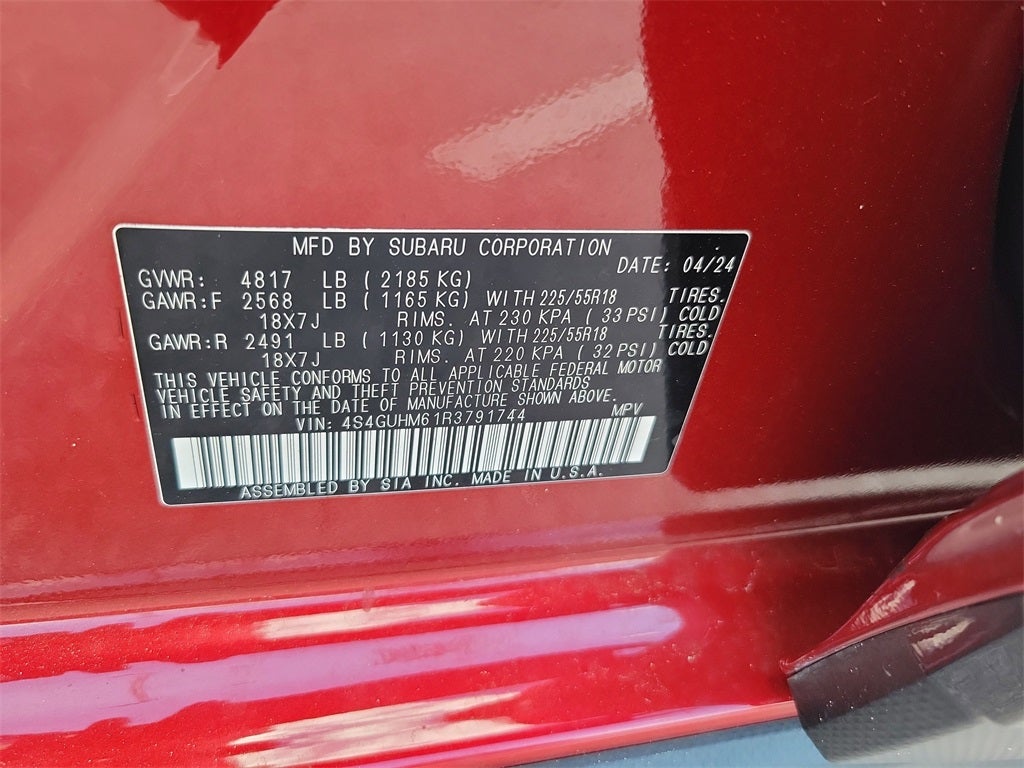 MFD BY SUBARU CORPORATION
DATE: 04/24
GVWR: 4817 LB ( 2185 KG)
GAWR:F 2568 LB ( 1165 KG) WITH 225/55R18 TIRES.
18X7J RIMS. AT 230 KPA ( 33 PSI) COLD
GAWR:R 2491 LB ( 1130 KG) WITH 225/55R18 TIRES.
18X7J RIMS. AT 220 KPA ( 32 PSI) COLD
THIS VEHICLE CONFORMS TO ALL APPLICABLE FEDERAL MOTOR
VEHICLE SAFETY AND THEFT PREVENTION STANDARDS
IN EFFECT ON THE DATE OF MANUFACTURE SHOWN ABOVE.
VIN: 4S4GUHM61R3791744 MPV
ASSEMBLED BY SIA INC. MADE IN U.S.A.